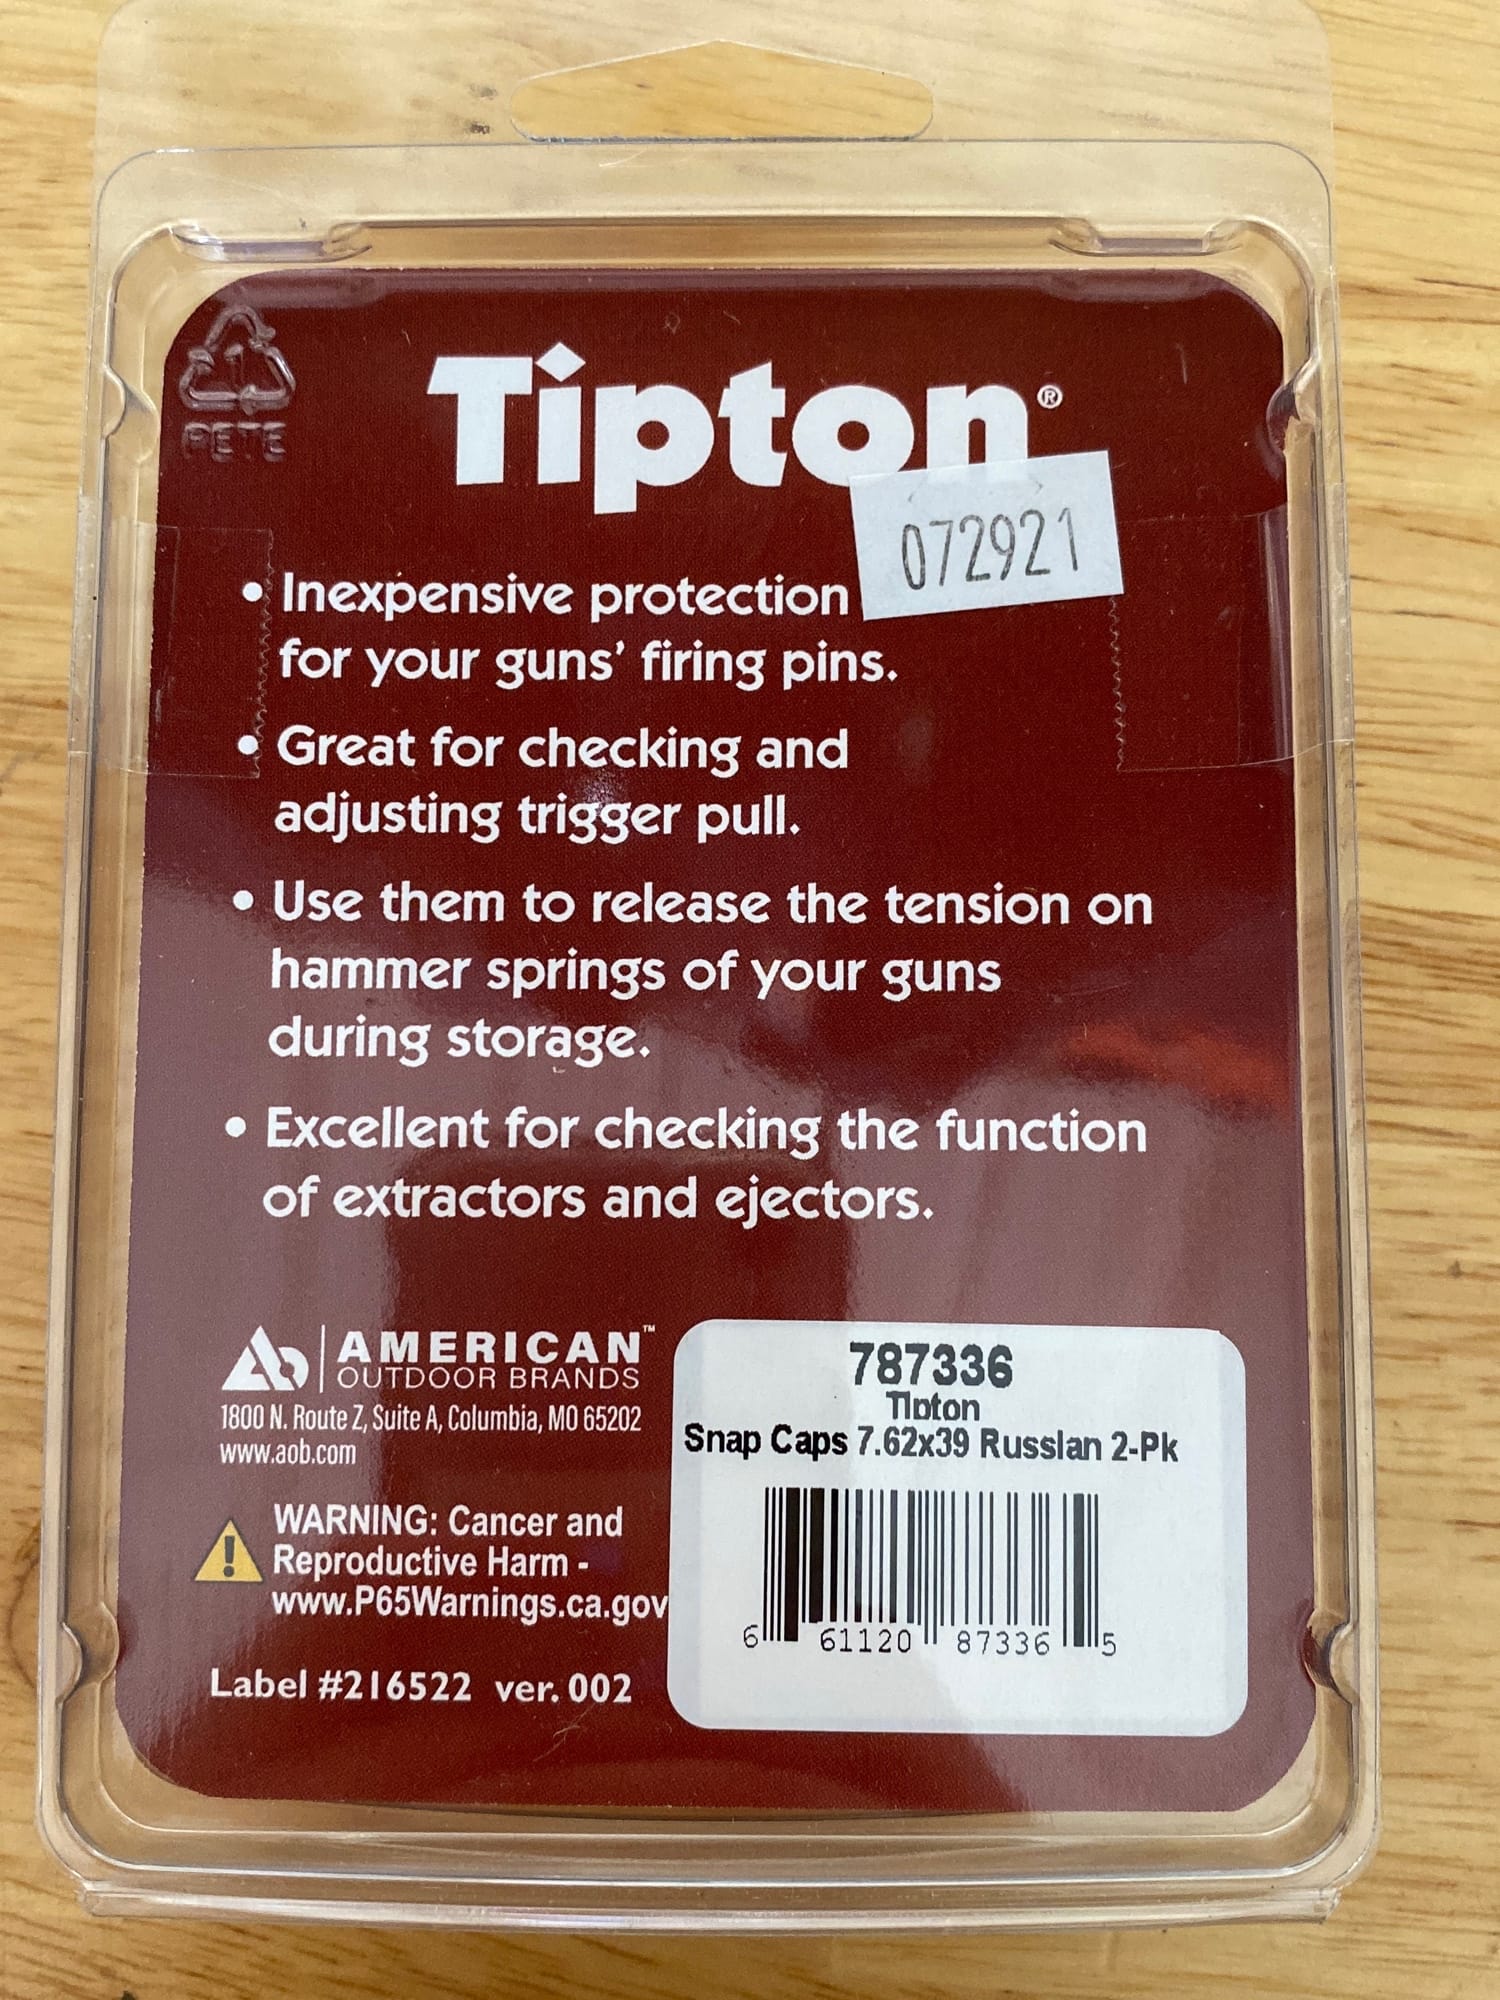 PETE
Tipton®
072921
• Inexpensive protection
for your guns' firing pins.
• Great for checking and
adjusting trigger pull.
• Use them to release the tension on
hammer springs of your guns
during storage.
• Excellent for checking the function
of extractors and ejectors.
AMERICAN™
OUTDOOR BRANDS
1800 N. Route Z, Suite A, Columbia, MO 65202
www.aob.com
WARNING: Cancer and
Reproductive Harm -
www.P65Warnings.ca.gov
Label #216522 ver. 002
787336
Tipton
Snap Caps 7.62x39 Russian 2-Pk
6 61120 87336 5